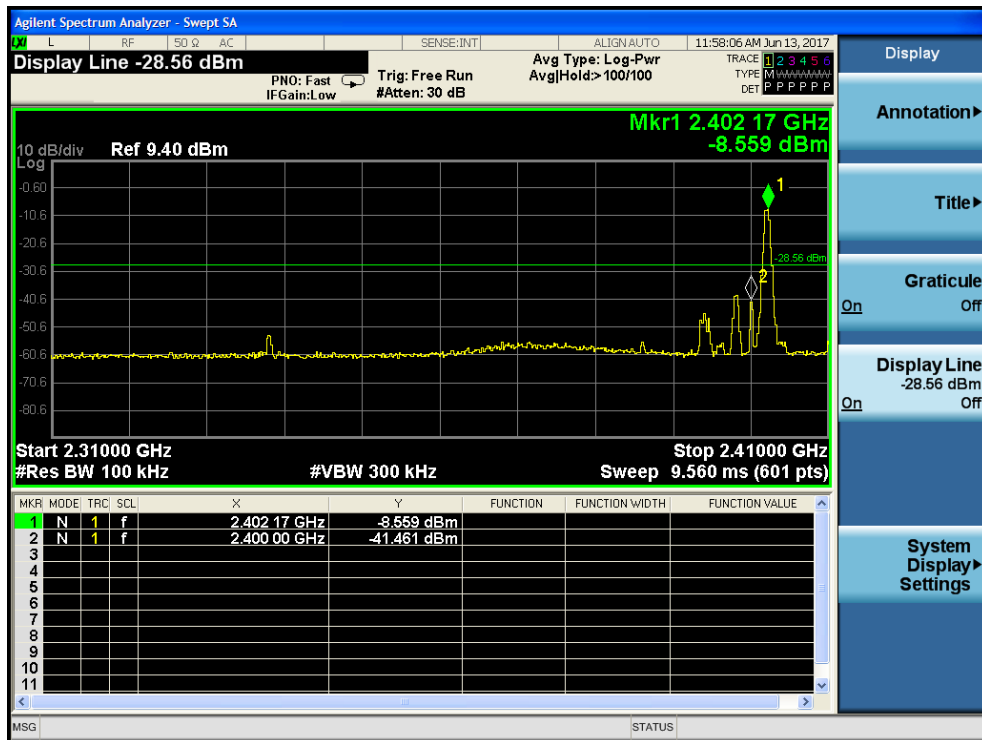 Agilent Spectrum Analyzer - Swept SA
LXI L RF 50 Ω AC SENSE:INT ALIGNAUTO 11:58:06 AM Jun 13, 2017
Display Line -28.56 dBm
PNO: Fast
IFGain:Low
Trig: Free Run
#Atten: 30 dB
Avg Type: Log-Pwr
Avg|Hold:>100/100
TRACE 1 2 3 4 5 6
TYPE M WWWWW
DET P P P P P P
Mkr1 2.402 17 GHz
-8.559 dBm
10 dB/div Ref 9.40 dBm
Log
-0.60
-10.6
-20.6
-30.6
-40.6
-50.6
-60.6
-70.6
-80.6
1
-28.56 dBm
2
Start 2.31000 GHz Stop 2.41000 GHz
#Res BW 100 kHz #VBW 300 kHz Sweep 9.560 ms (601 pts)
MKR MODE TRC SCL X Y FUNCTION FUNCTION WIDTH FUNCTION VALUE
1 N 1 f 2.402 17 GHz -8.559 dBm
2 N 1 f 2.400 00 GHz -41.461 dBm
3
4
5
6
7
8
9
10
11
MSG STATUS
Display
Annotation
Title
Graticule
On Off
Display Line
-28.56 dBm
On Off
System
Display
Settings